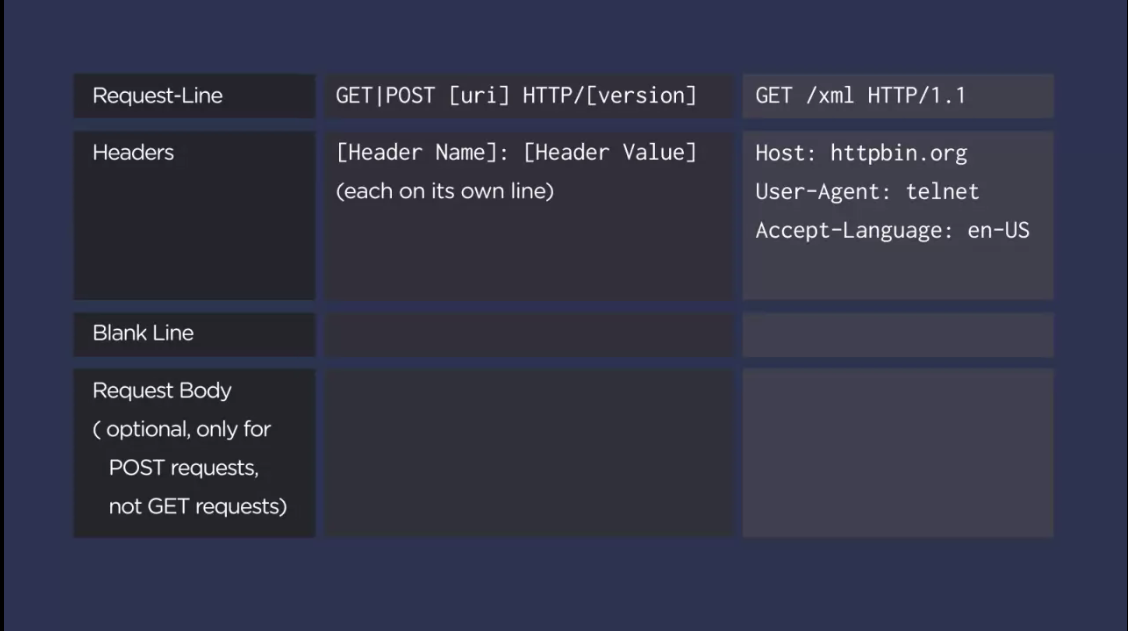 Request-Line
GET|POST [uri] HTTP/[version]
GET /xml HTTP/1.1
Headers
[Header Name]: [Header Value]
(each on its own line)
Host: httpbin.org
User-Agent: telnet
Accept-Language: en-US
Blank Line
Request Body
( optional, only for
POST requests,
not GET requests)